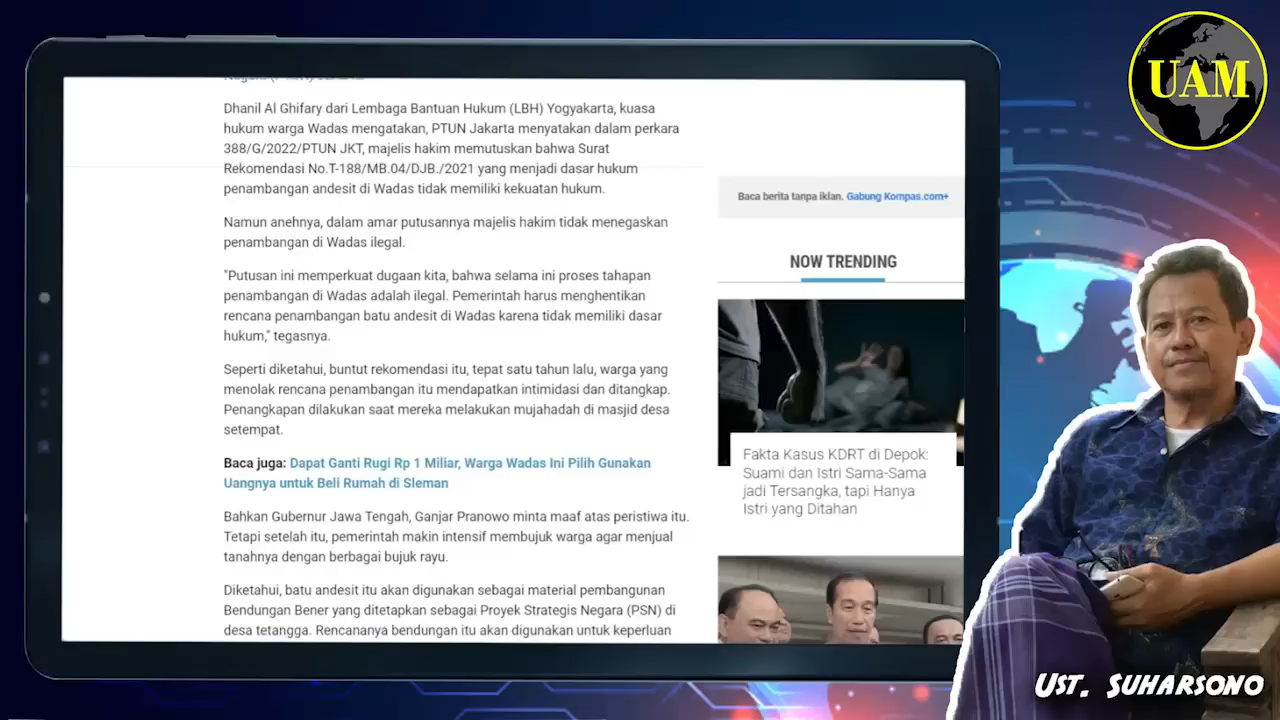 Dhanil Al Ghifary dari Lembaga Bantuan Hukum (LBH) Yogyakarta, kuasa
hukum warga Wadas mengatakan, PTUN Jakarta menyatakan dalam perkara
388/G/2022/PTUN JKT, majelis hakim memutuskan bahwa Surat
Rekomendasi No.T-188/MB.04/DJB./2021 yang menjadi dasar hukum
penambangan andesit di Wadas tidak memiliki kekuatan hukum.
Namun anehnya, dalam amar putusannya majelis hakim tidak menegaskan
penambangan di Wadas ilegal.
"Putusan ini memperkuat dugaan kita, bahwa selama ini proses tahapan
penambangan di Wadas adalah ilegal. Pemerintah harus menghentikan
rencana penambangan batu andesit di Wadas karena tidak memiliki dasar
hukum," tegasnya.
Seperti diketahui, buntut rekomendasi itu, tepat satu tahun lalu, warga yang
menolak rencana penambangan itu mendapatkan intimidasi dan ditangkap.
Penangkapan dilakukan saat mereka melakukan mujahadah di masjid desa
setempat.
Baca juga: Dapat Ganti Rugi Rp 1 Miliar, Warga Wadas Ini Pilih Gunakan
Uangnya untuk Beli Rumah di Sleman
Bahkan Gubernur Jawa Tengah, Ganjar Pranowo minta maaf atas peristiwa itu.
Tetapi setelah itu, pemerintah makin intensif membujuk warga agar menjual
tanahnya dengan berbagai bujuk rayu.
Diketahui, batu andesit itu akan digunakan sebagai material pembangunan
Bendungan Bener yang ditetapkan sebagai Proyek Strategis Negara (PSN) di
desa tetangga. Rencananya bendungan itu akan digunakan untuk keperluan
Baca berita tanpa iklan. Gabung Kompas.com+
NOW TRENDING
Fakta Kasus KDRT di Depok:
Suami dan Istri Sama-Sama
jadi Tersangka, tapi Hanya
Istri yang Ditahan
UAM
UST. SUHARSONO